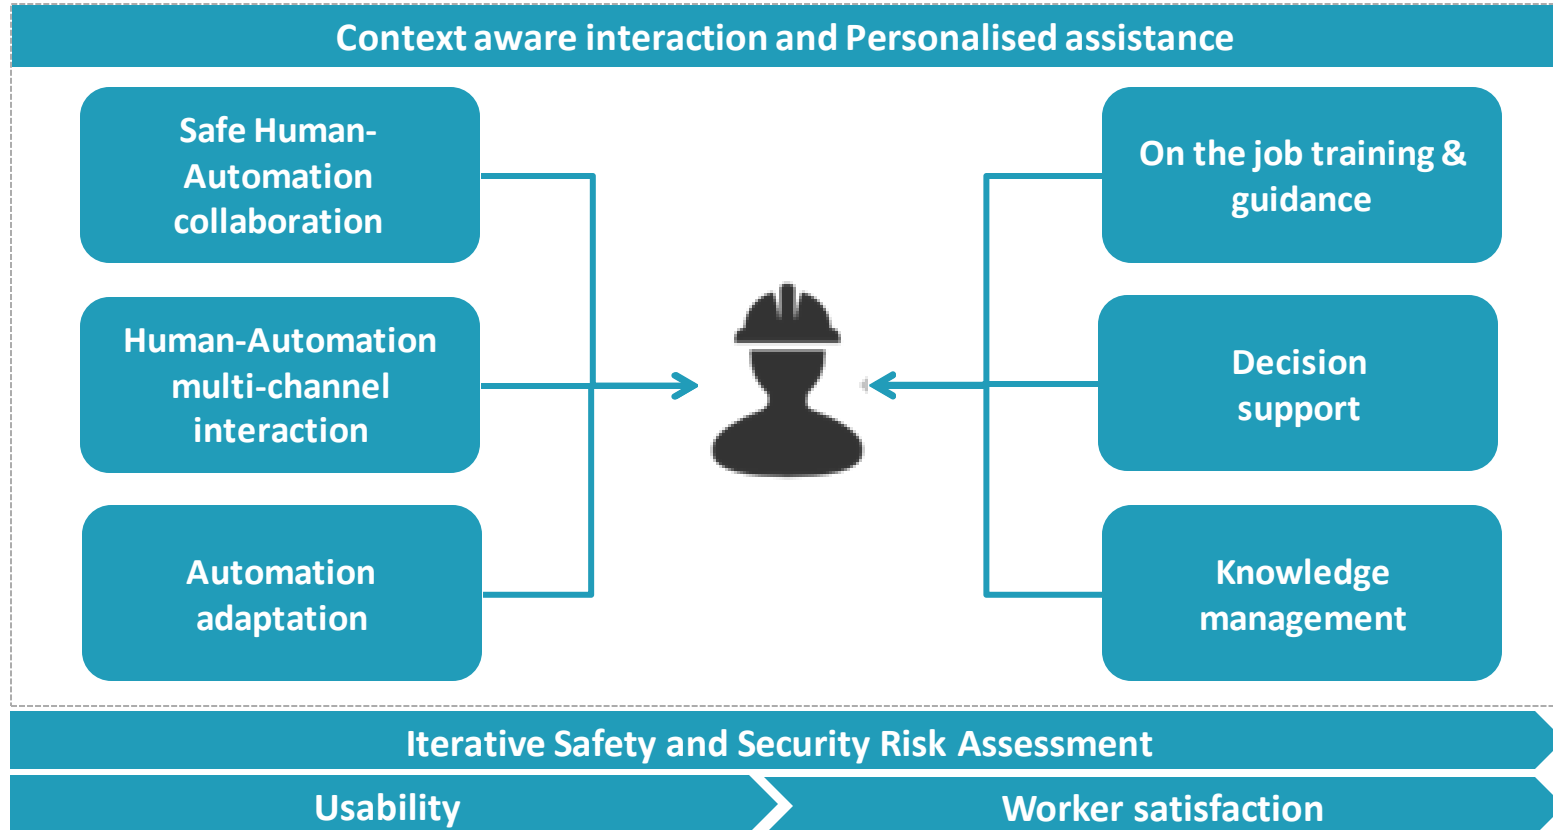 Context aware interaction and Personalised assistance
Safe Human-
Automation
collaboration
Human-Automation
multi-channel
interaction
Automation
adaptation
On the job training &
guidance
Decision
support
Knowledge
management
Iterative Safety and Security Risk Assessment
Usability
Worker satisfaction